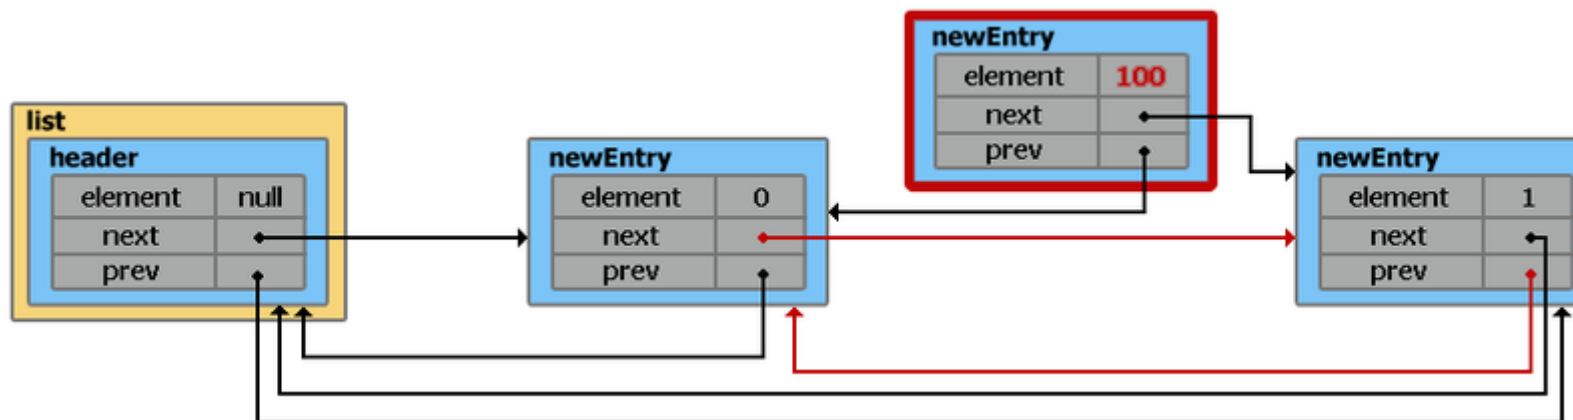 list
header
element null
next
prev
newEntry
element 0
next
prev
newEntry
element 100
next
prev
newEntry
element 1
next
prev